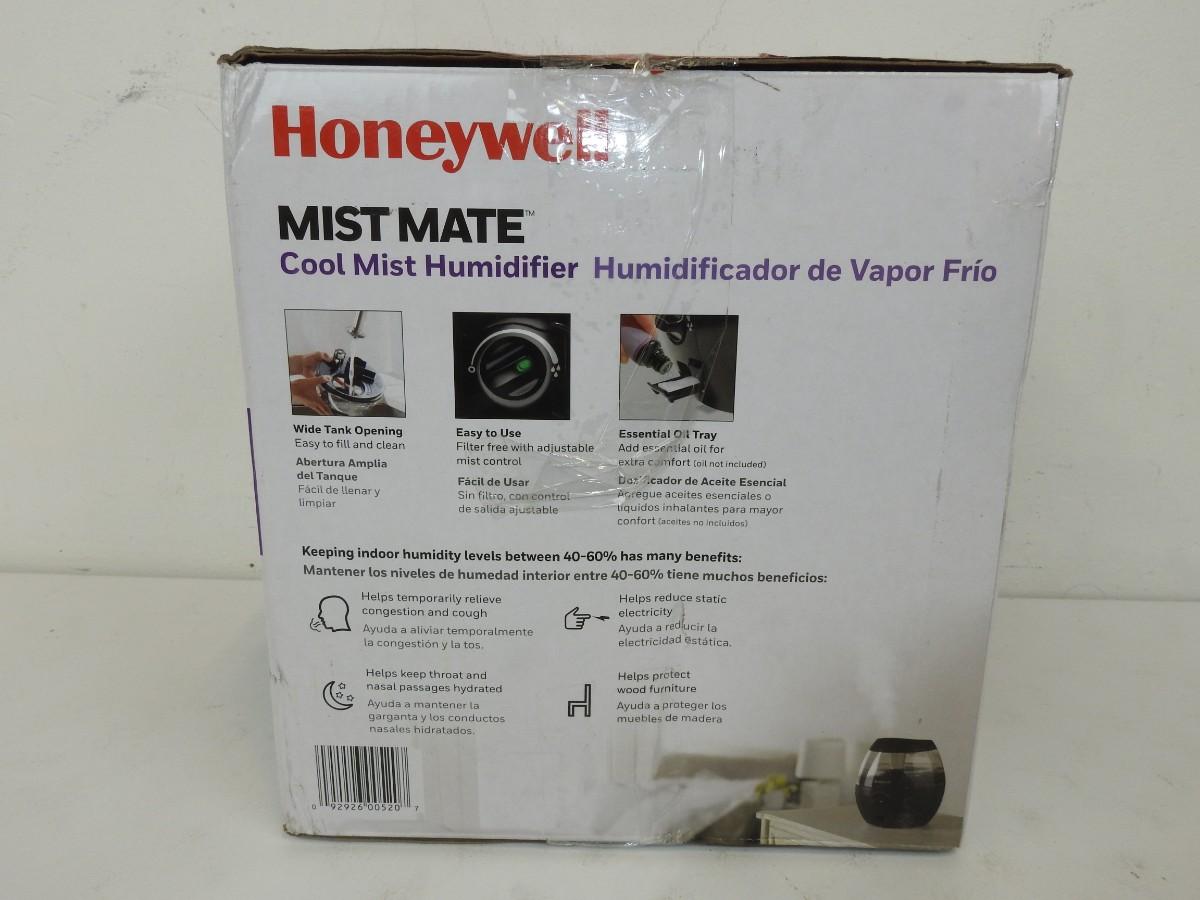 Honeywell
MIST MATE™
Cool Mist Humidifier Humidificador de Vapor Frío
Wide Tank Opening
Easy to fill and clean
Abertura Amplia
del Tanque
Fácil de llenar y
limpiar
Easy to Use
Filter free with adjustable
mist control
Fácil de Usar
Sin filtro, con control
de salida ajustable
Essential Oil Tray
Add essential oil for
extra comfort (oil not included)
Dosificador de Aceite Esencial
Agregue aceites esenciales o
líquidos inhalantes para mayor
confort (aceites no incluidos)
Keeping indoor humidity levels between 40-60% has many benefits:
Mantener los niveles de humedad interior entre 40-60% tiene muchos beneficios:
Helps temporarily relieve
congestion and cough
Ayuda a aliviar temporalmente
la congestión y la tos.
Helps reduce static
electricity
Ayuda a reducir la
electricidad estática.
Helps keep throat and
nasal passages hydrated
Ayuda a mantener la
garganta y los conductos
nasales hidratados.
Helps protect
wood furniture
Ayuda a proteger los
muebles de madera
0 92926 00520 7